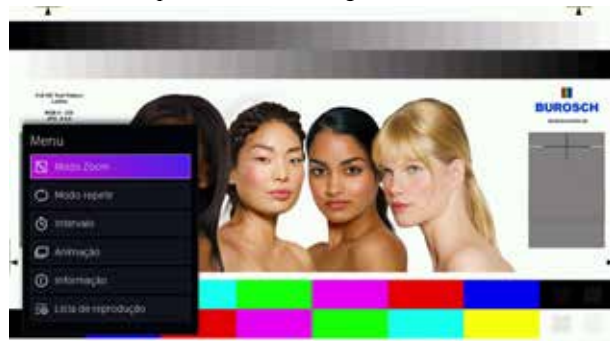 BUROSCH
Menu
Modo Zoom
Modo repetir
Intervalo
Animação
Informação
Lista de reprodução